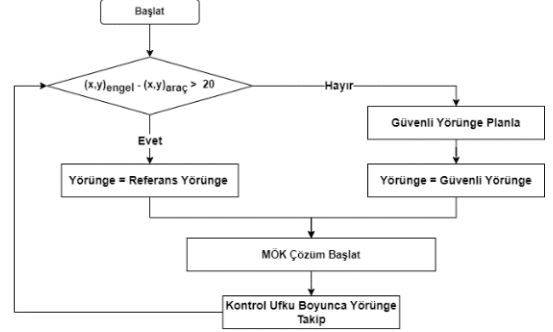 Başlat
(x,y)engel - (x,y)araç > 20
Hayır
Evet
Güvenli Yörünge Planla
Yörünge = Referans Yörünge
Yörünge = Güvenli Yörünge
MÖK Çözüm Başlat
Kontrol Ufku Boyunca Yörünge
Takip